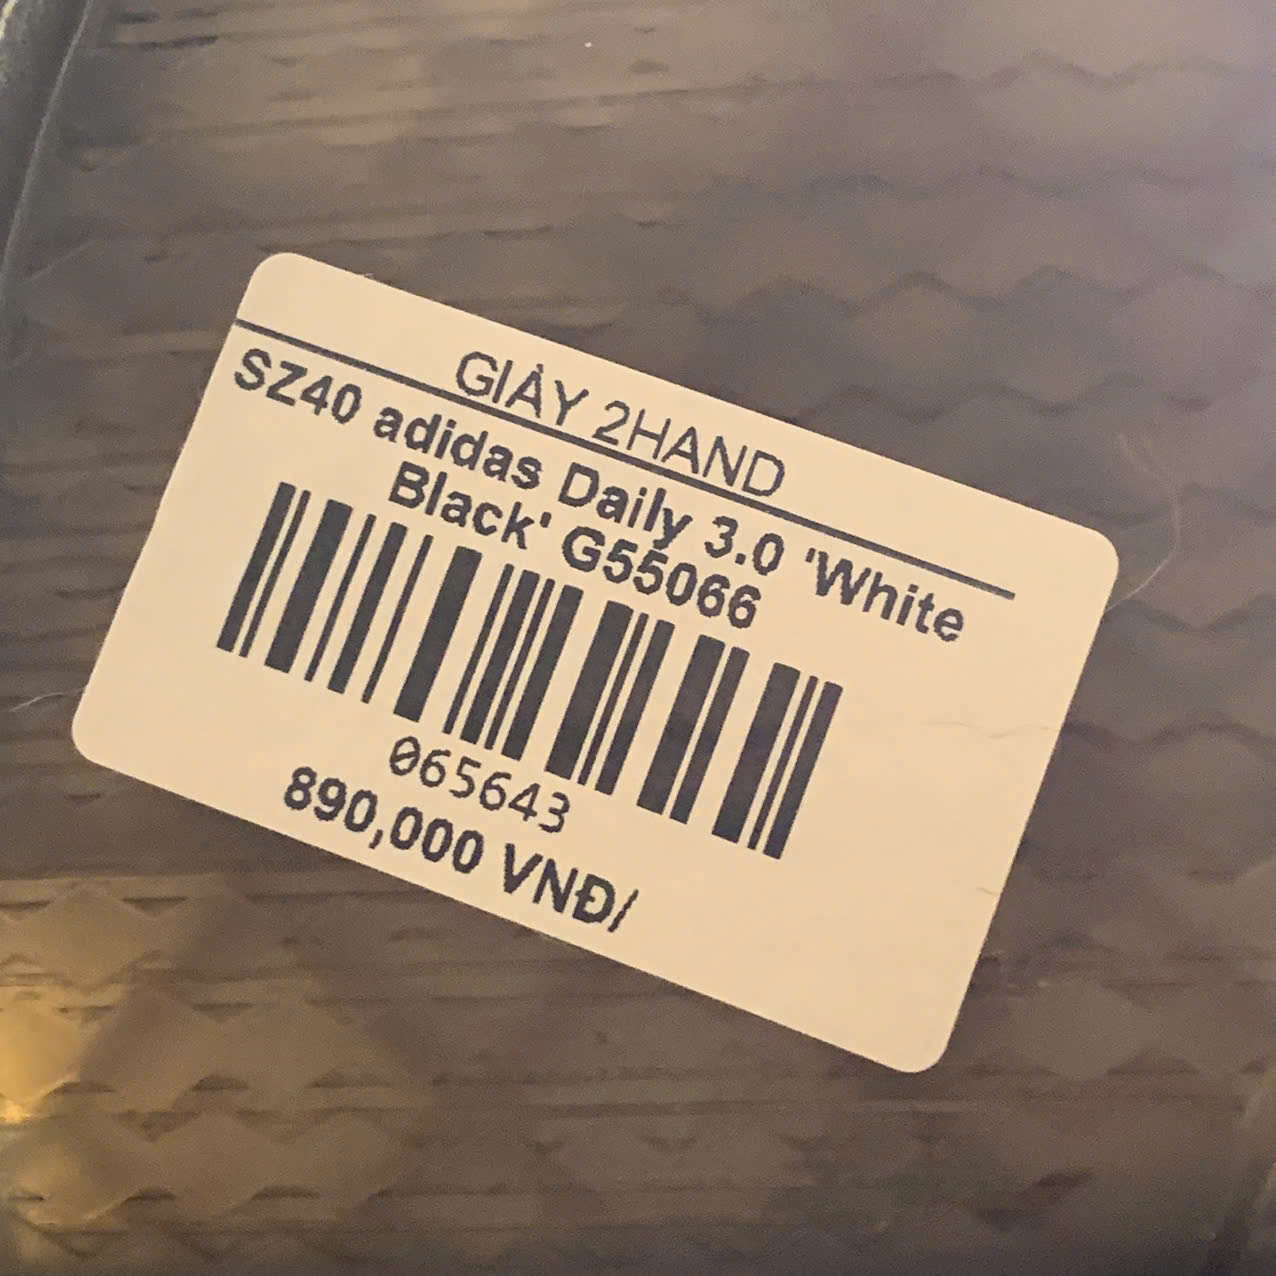 GIÀY 2HAND
SZ40 adidas Daily 3.0 'White
Black' G55066
065643
890,000 VNĐ/